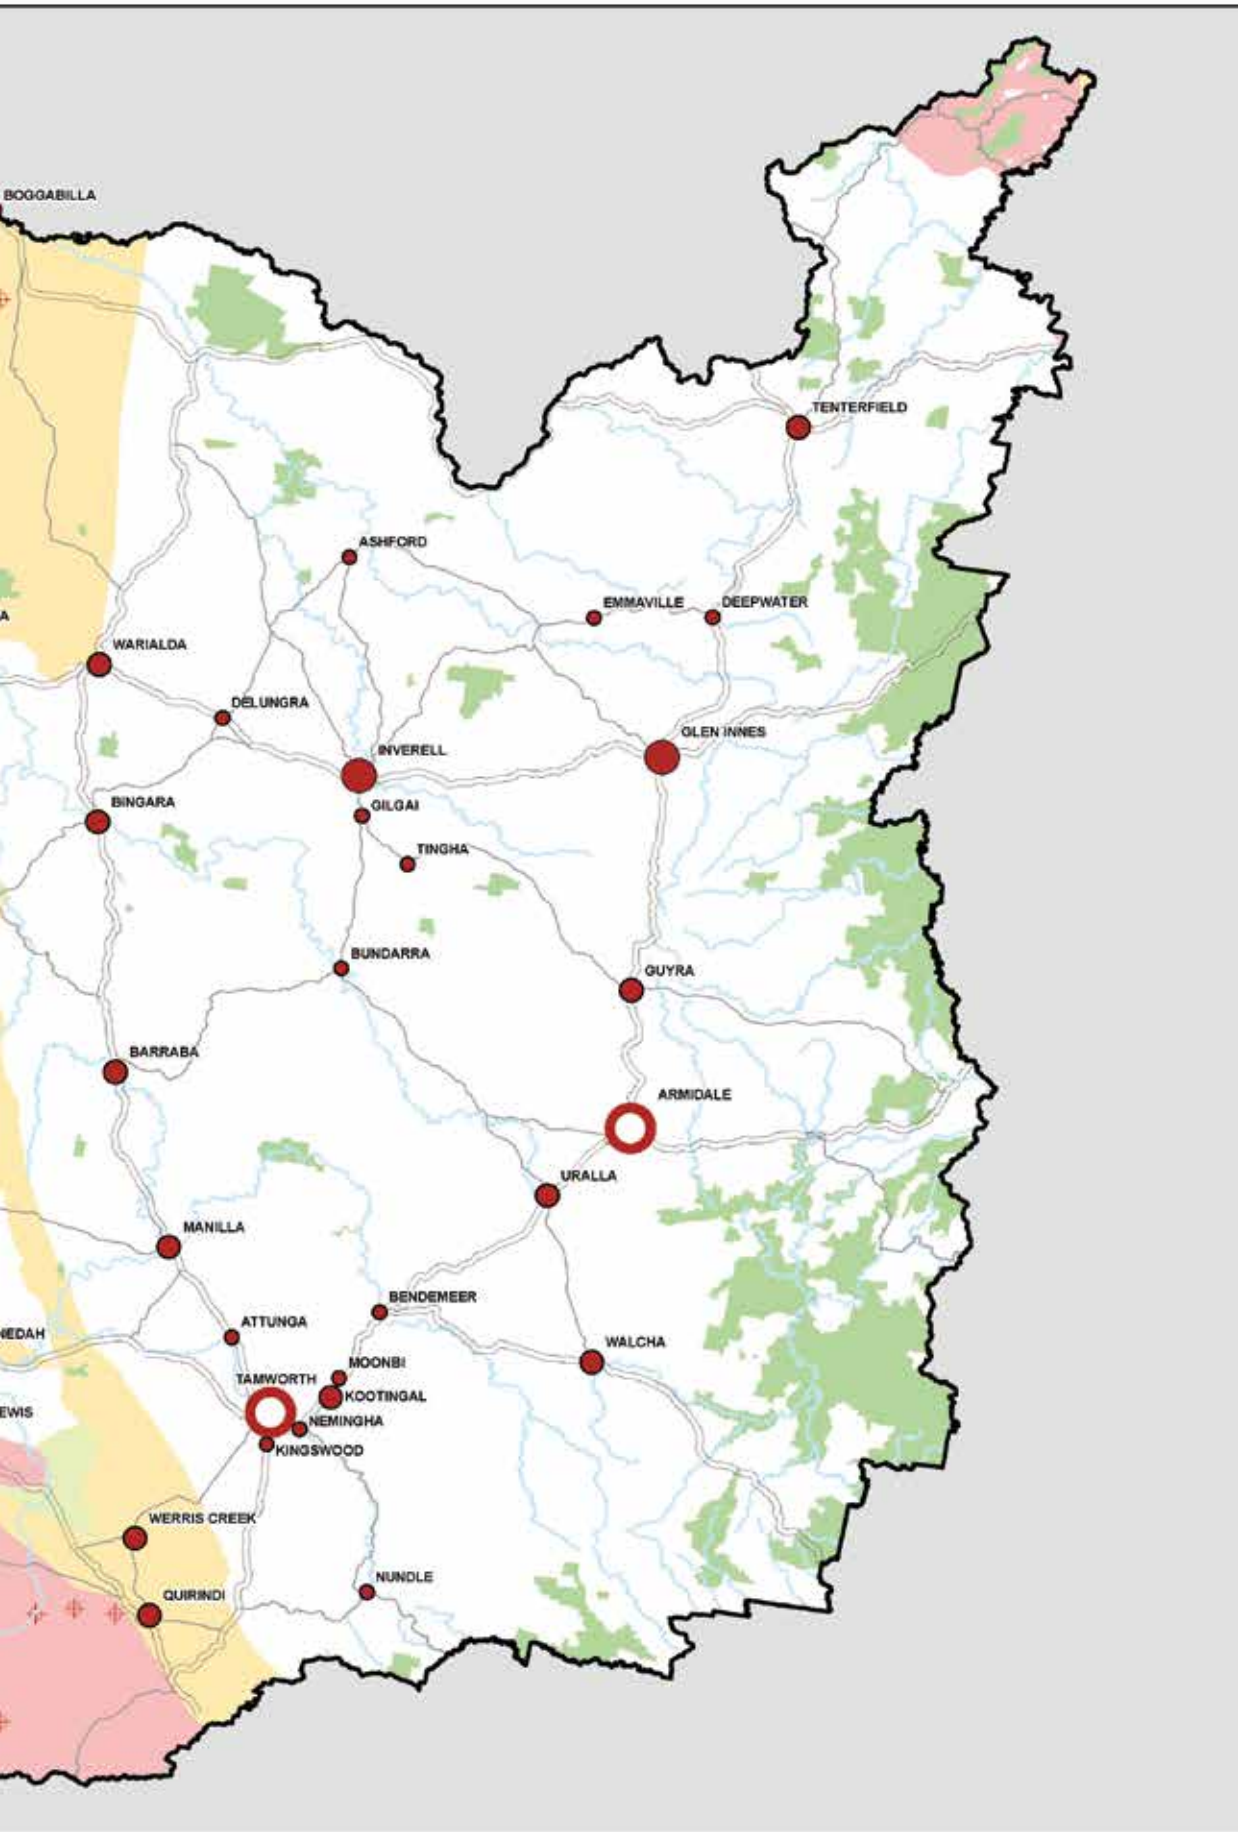 BOGGABILLA
TENTERFIELD
ASHFORD
EMMAVILLE
DEEPWATER
A
WARIALDA
DELUNGRA
GLEN INNES
INVERELL
BINGARA
GILGAI
TINGHA
BUNDARRA
GUYRA
BARRABA
ARMIDALE
URALLA
MANILLA
BENDEMEER
ATTUNGA
NEDAH
WALCHA
MOONBI
TAMWORTH
KOOTINGAL
EWIS
NEMINGHA
KINGSWOOD
WERRIS CREEK
NUNDLE
QUIRINDI